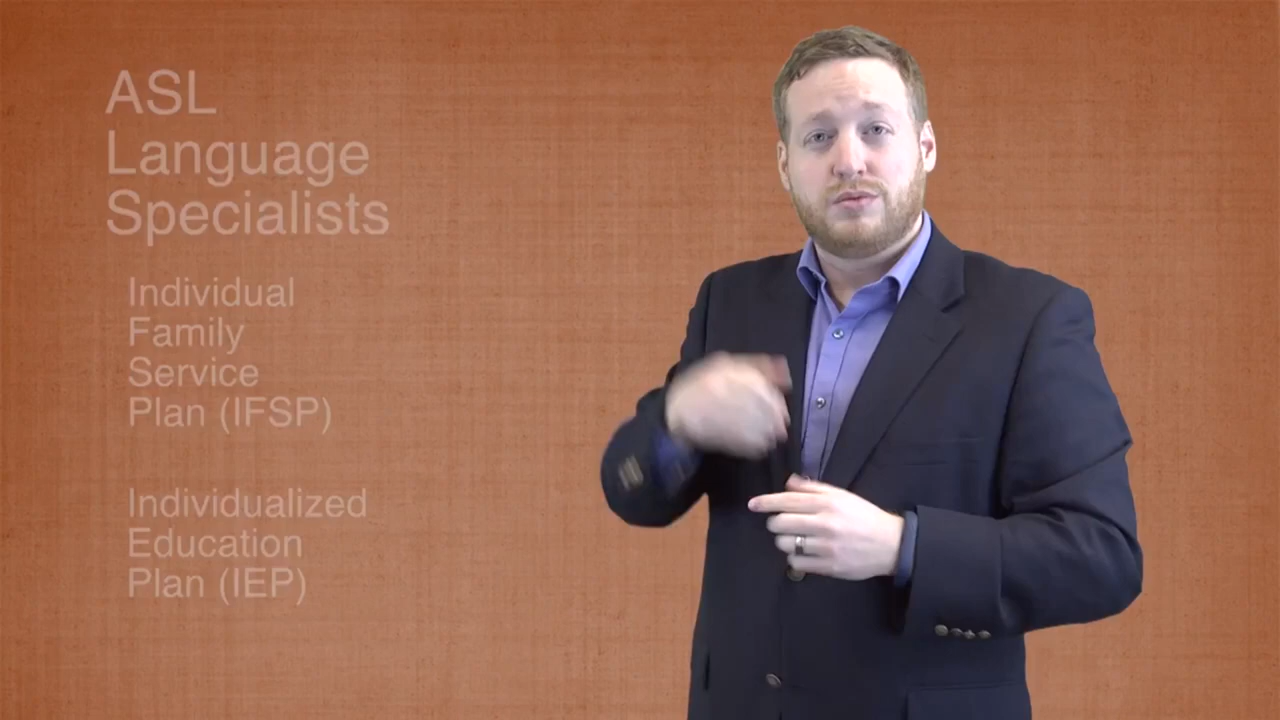 ASL
Language
Specialists
Individual
Family
Service
Plan (IFSP)
Individualized
Education
Plan (IEP)